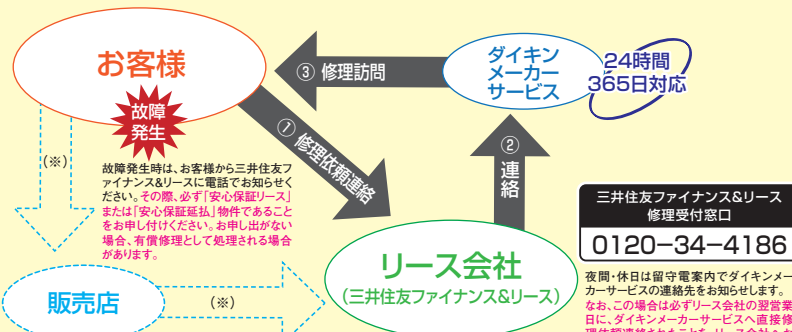 お客様
故障
発生
③ 修理訪問
ダイキン
メーカー
サービス
24時間
365日対応
① 修理依頼連絡
②
連絡
(※)
故障発生時は、お客様から三井住友フ
ァイナンス&リースに電話でお知らせく
ださい。その際、必ず「安心保証リース」
または「安心保証延払」物件であること
をお申し付けください。お申し出がない
場合、有償修理として処理される場合
があります。
販売店
(※)
リース会社
(三井住友ファイナンス&リース)
三井住友ファイナンス&リース
修理受付窓口
0120-34-4186
夜間・休日は留守電案内でダイキンメー
カーサービスの連絡先をお知らせします。
なお、この場合は必ずリース会社の翌営業
日に、ダイキンメーカーサービスへ直接修